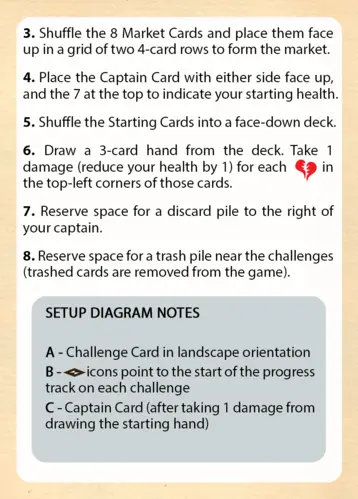 3. Shuffle the 8 Market Cards and place them face
up in a grid of two 4-card rows to form the market.
4. Place the Captain Card with either side face up,
and the 7 at the top to indicate your starting health.
5. Shuffle the Starting Cards into a face-down deck.
6. Draw a 3-card hand from the deck. Take 1
damage (reduce your health by 1) for each in
the top-left corners of those cards.
7. Reserve space for a discard pile to the right of
your captain.
8. Reserve space for a trash pile near the challenges
(trashed cards are removed from the game).
SETUP DIAGRAM NOTES
A - Challenge Card in landscape orientation
B - icons point to the start of the progress
track on each challenge
C - Captain Card (after taking 1 damage from
drawing the starting hand)